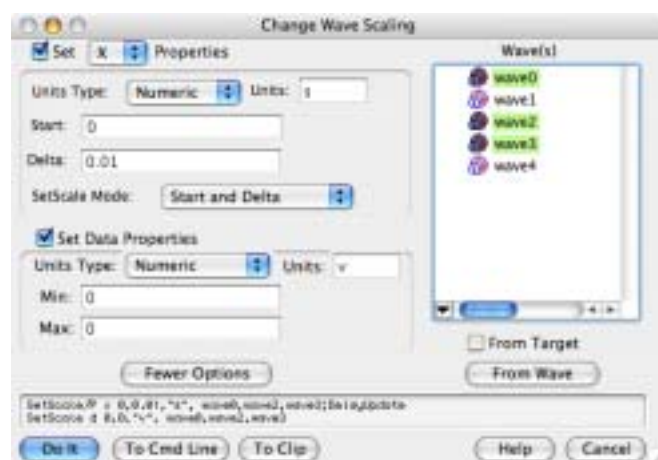 Change Wave Scaling
Set X Properties
Wave(s)
Units Type: Numeric Units: s
Start: 0
Delta: 0.01
SetScale Mode: Start and Delta
wave0
wave1
wave2
wave3
wave4
Set Data Properties
Units Type: Numeric Units: v
Min: 0
Max: 0
From Target
Fewer Options
From Wave
SetScale/P x 0,0.01,"s", wave0,wave2,wave3;DelayUpdate
SetScale d 0,0,"v", wave0,wave2,wave3
Do It
To Cmd Line
To Clip
Help
Cancel